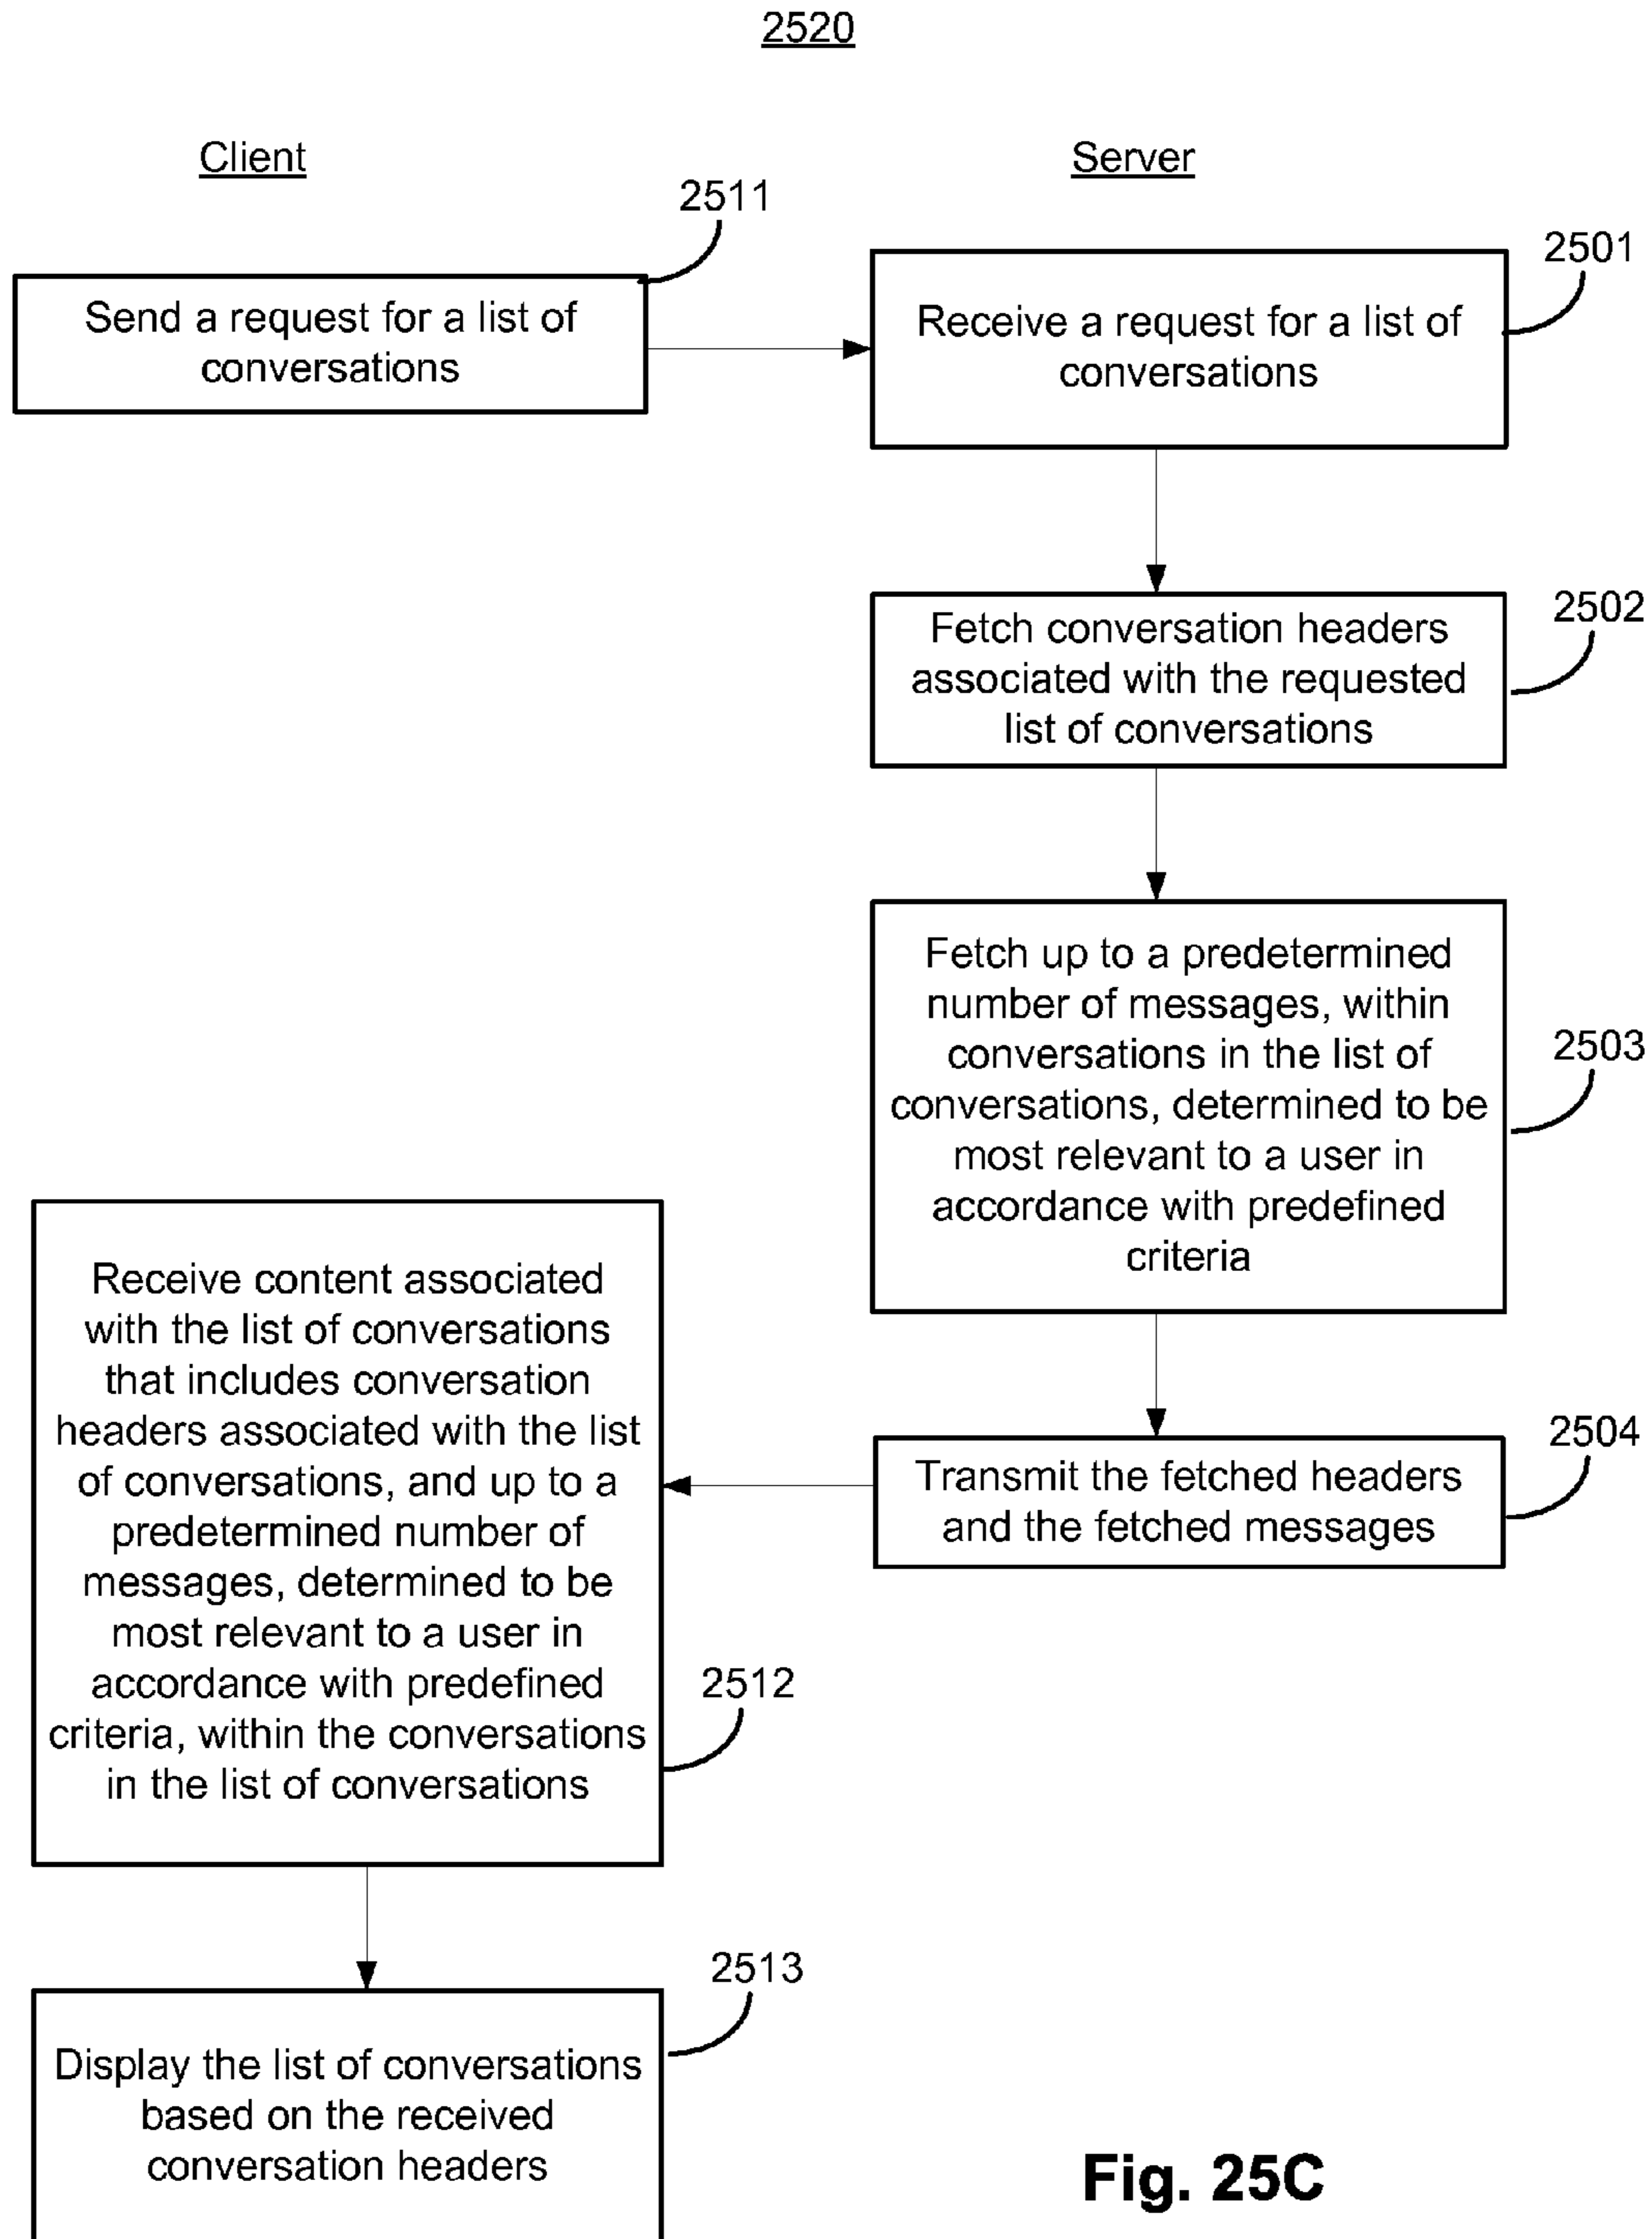 2520
Client
Server
2511
2501
Send a request for a list of
conversations
Receive a request for a list of
conversations
2502
Fetch conversation headers
associated with the requested
list of conversations
2503
Fetch up to a predetermined
number of messages, within
conversations in the list of
conversations, determined to be
most relevant to a user in
accordance with predefined
criteria
2504
Transmit the fetched headers
and the fetched messages
Receive content associated
with the list of conversations
that includes conversation
headers associated with the list
of conversations, and up to a
predetermined number of
messages, determined to be
most relevant to a user in
accordance with predefined
criteria, within the conversations
in the list of conversations
2512
2513
Display the list of conversations
based on the received
conversation headers
Fig. 25C